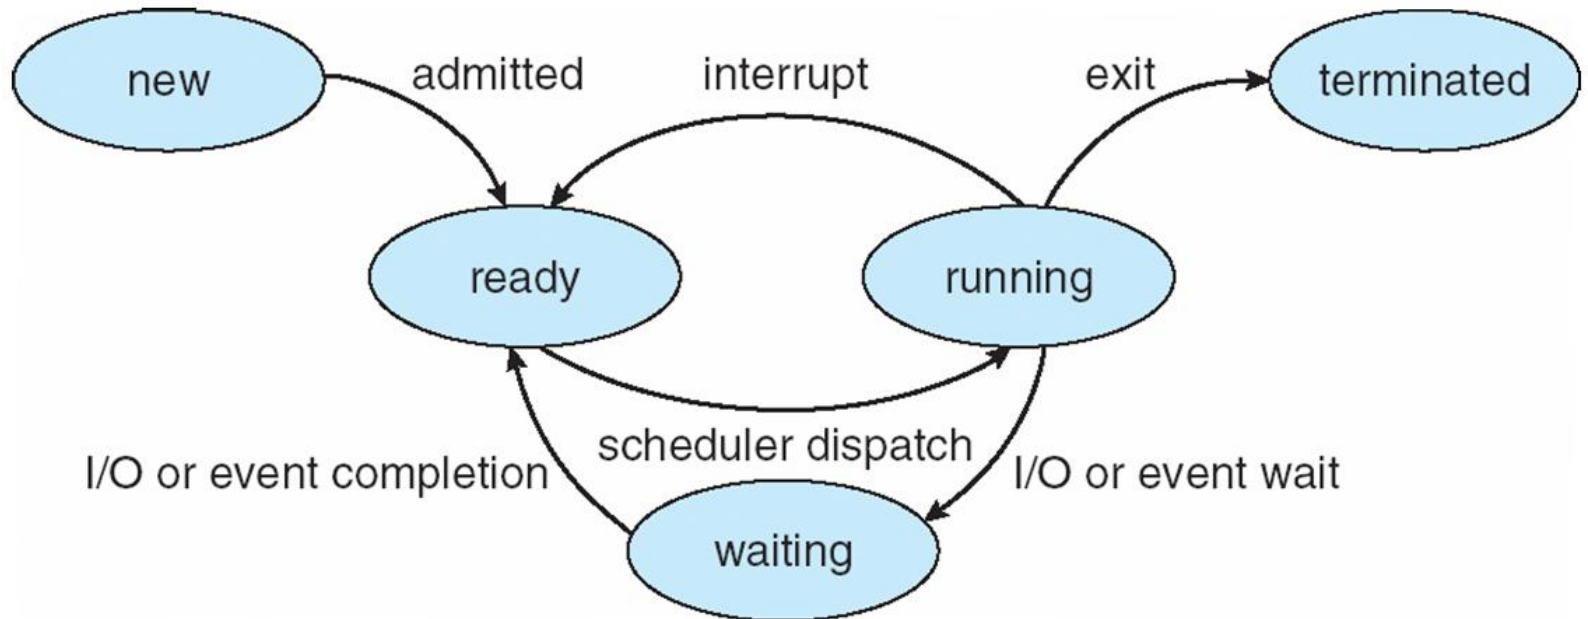 new
admitted
interrupt
exit
terminated
ready
running
scheduler dispatch
I/O or event completion
I/O or event wait
waiting